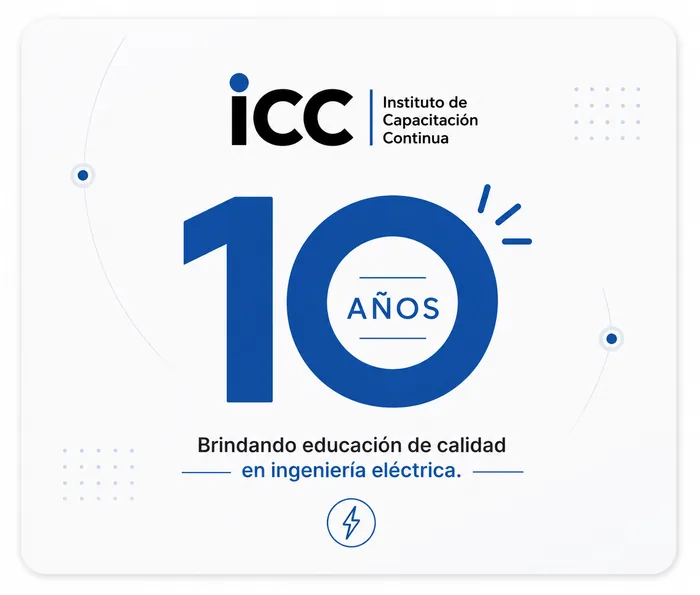 icc
Instituto de
Capacitación
Continua
10
AÑOS
Brindando educación de calidad
en ingeniería eléctrica.